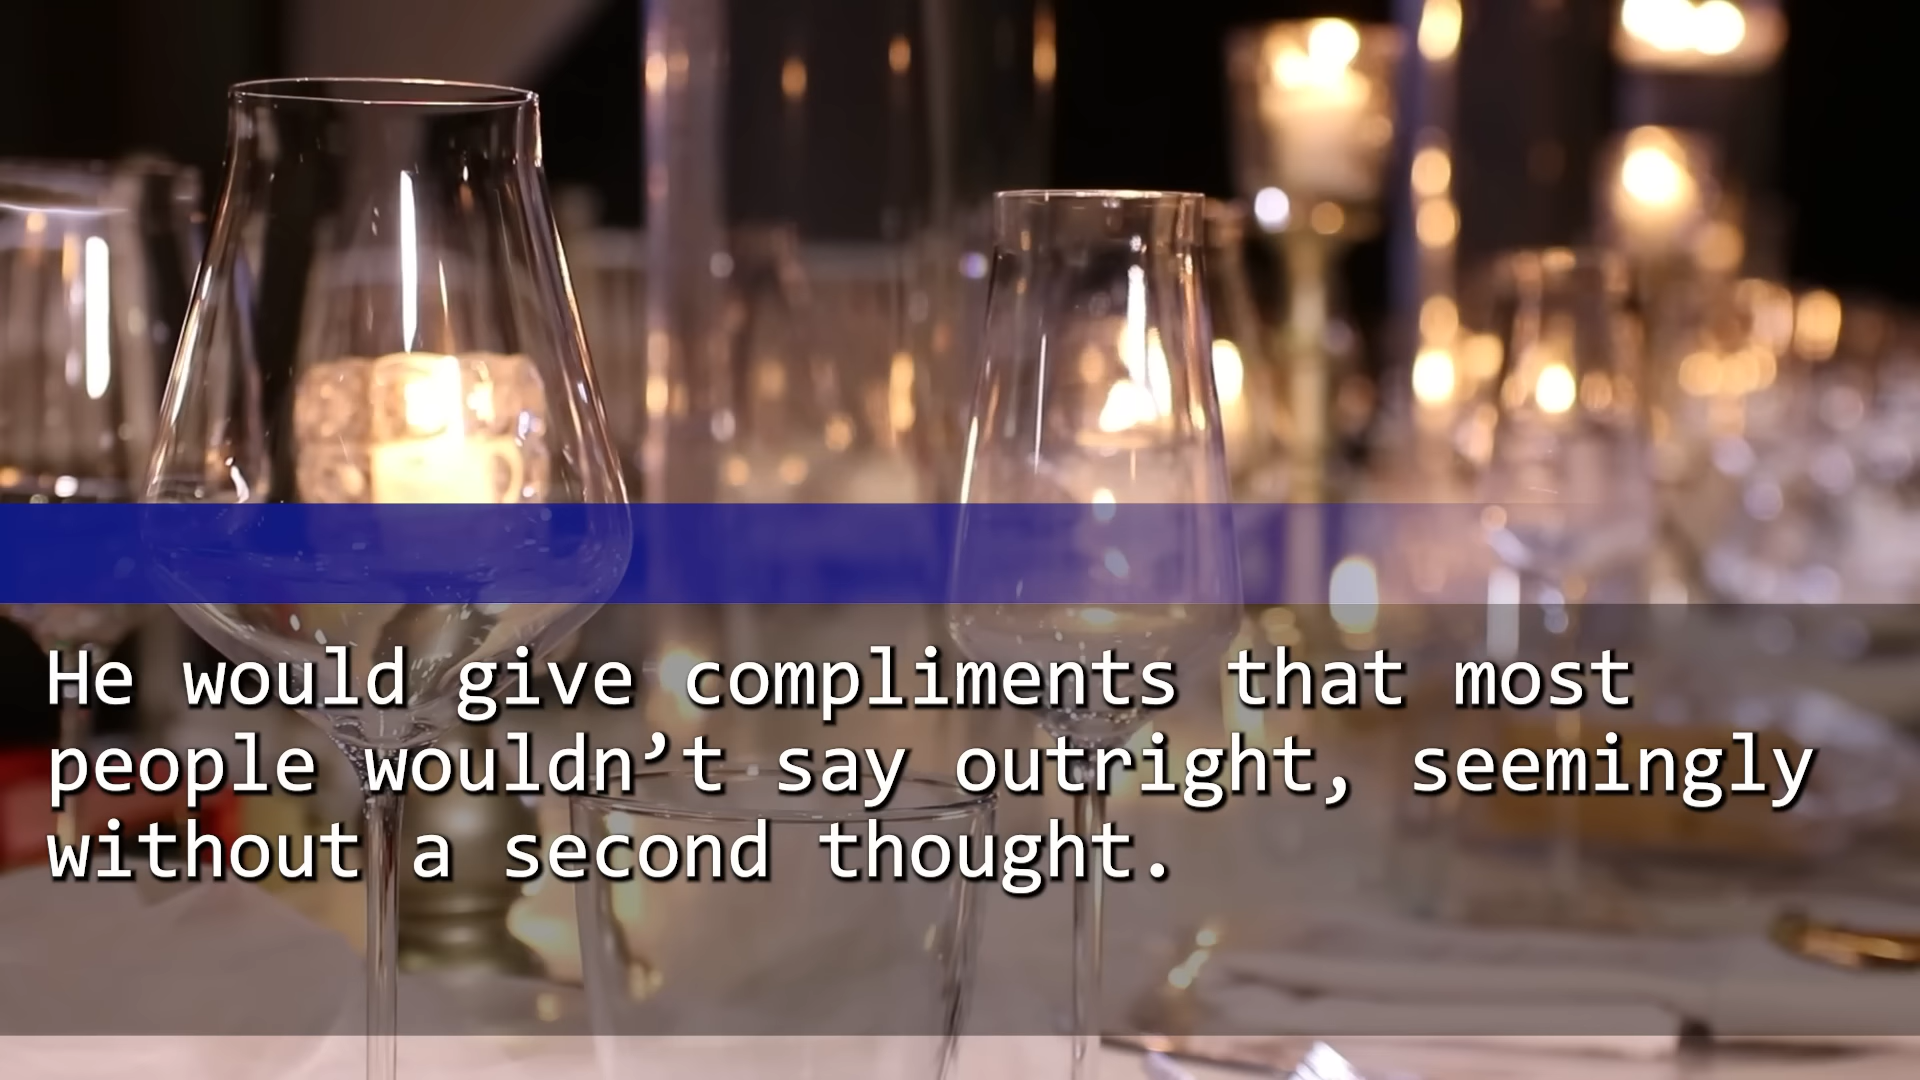 He would give compliments that most
people wouldn’t say outright, seemingly
without a second thought.